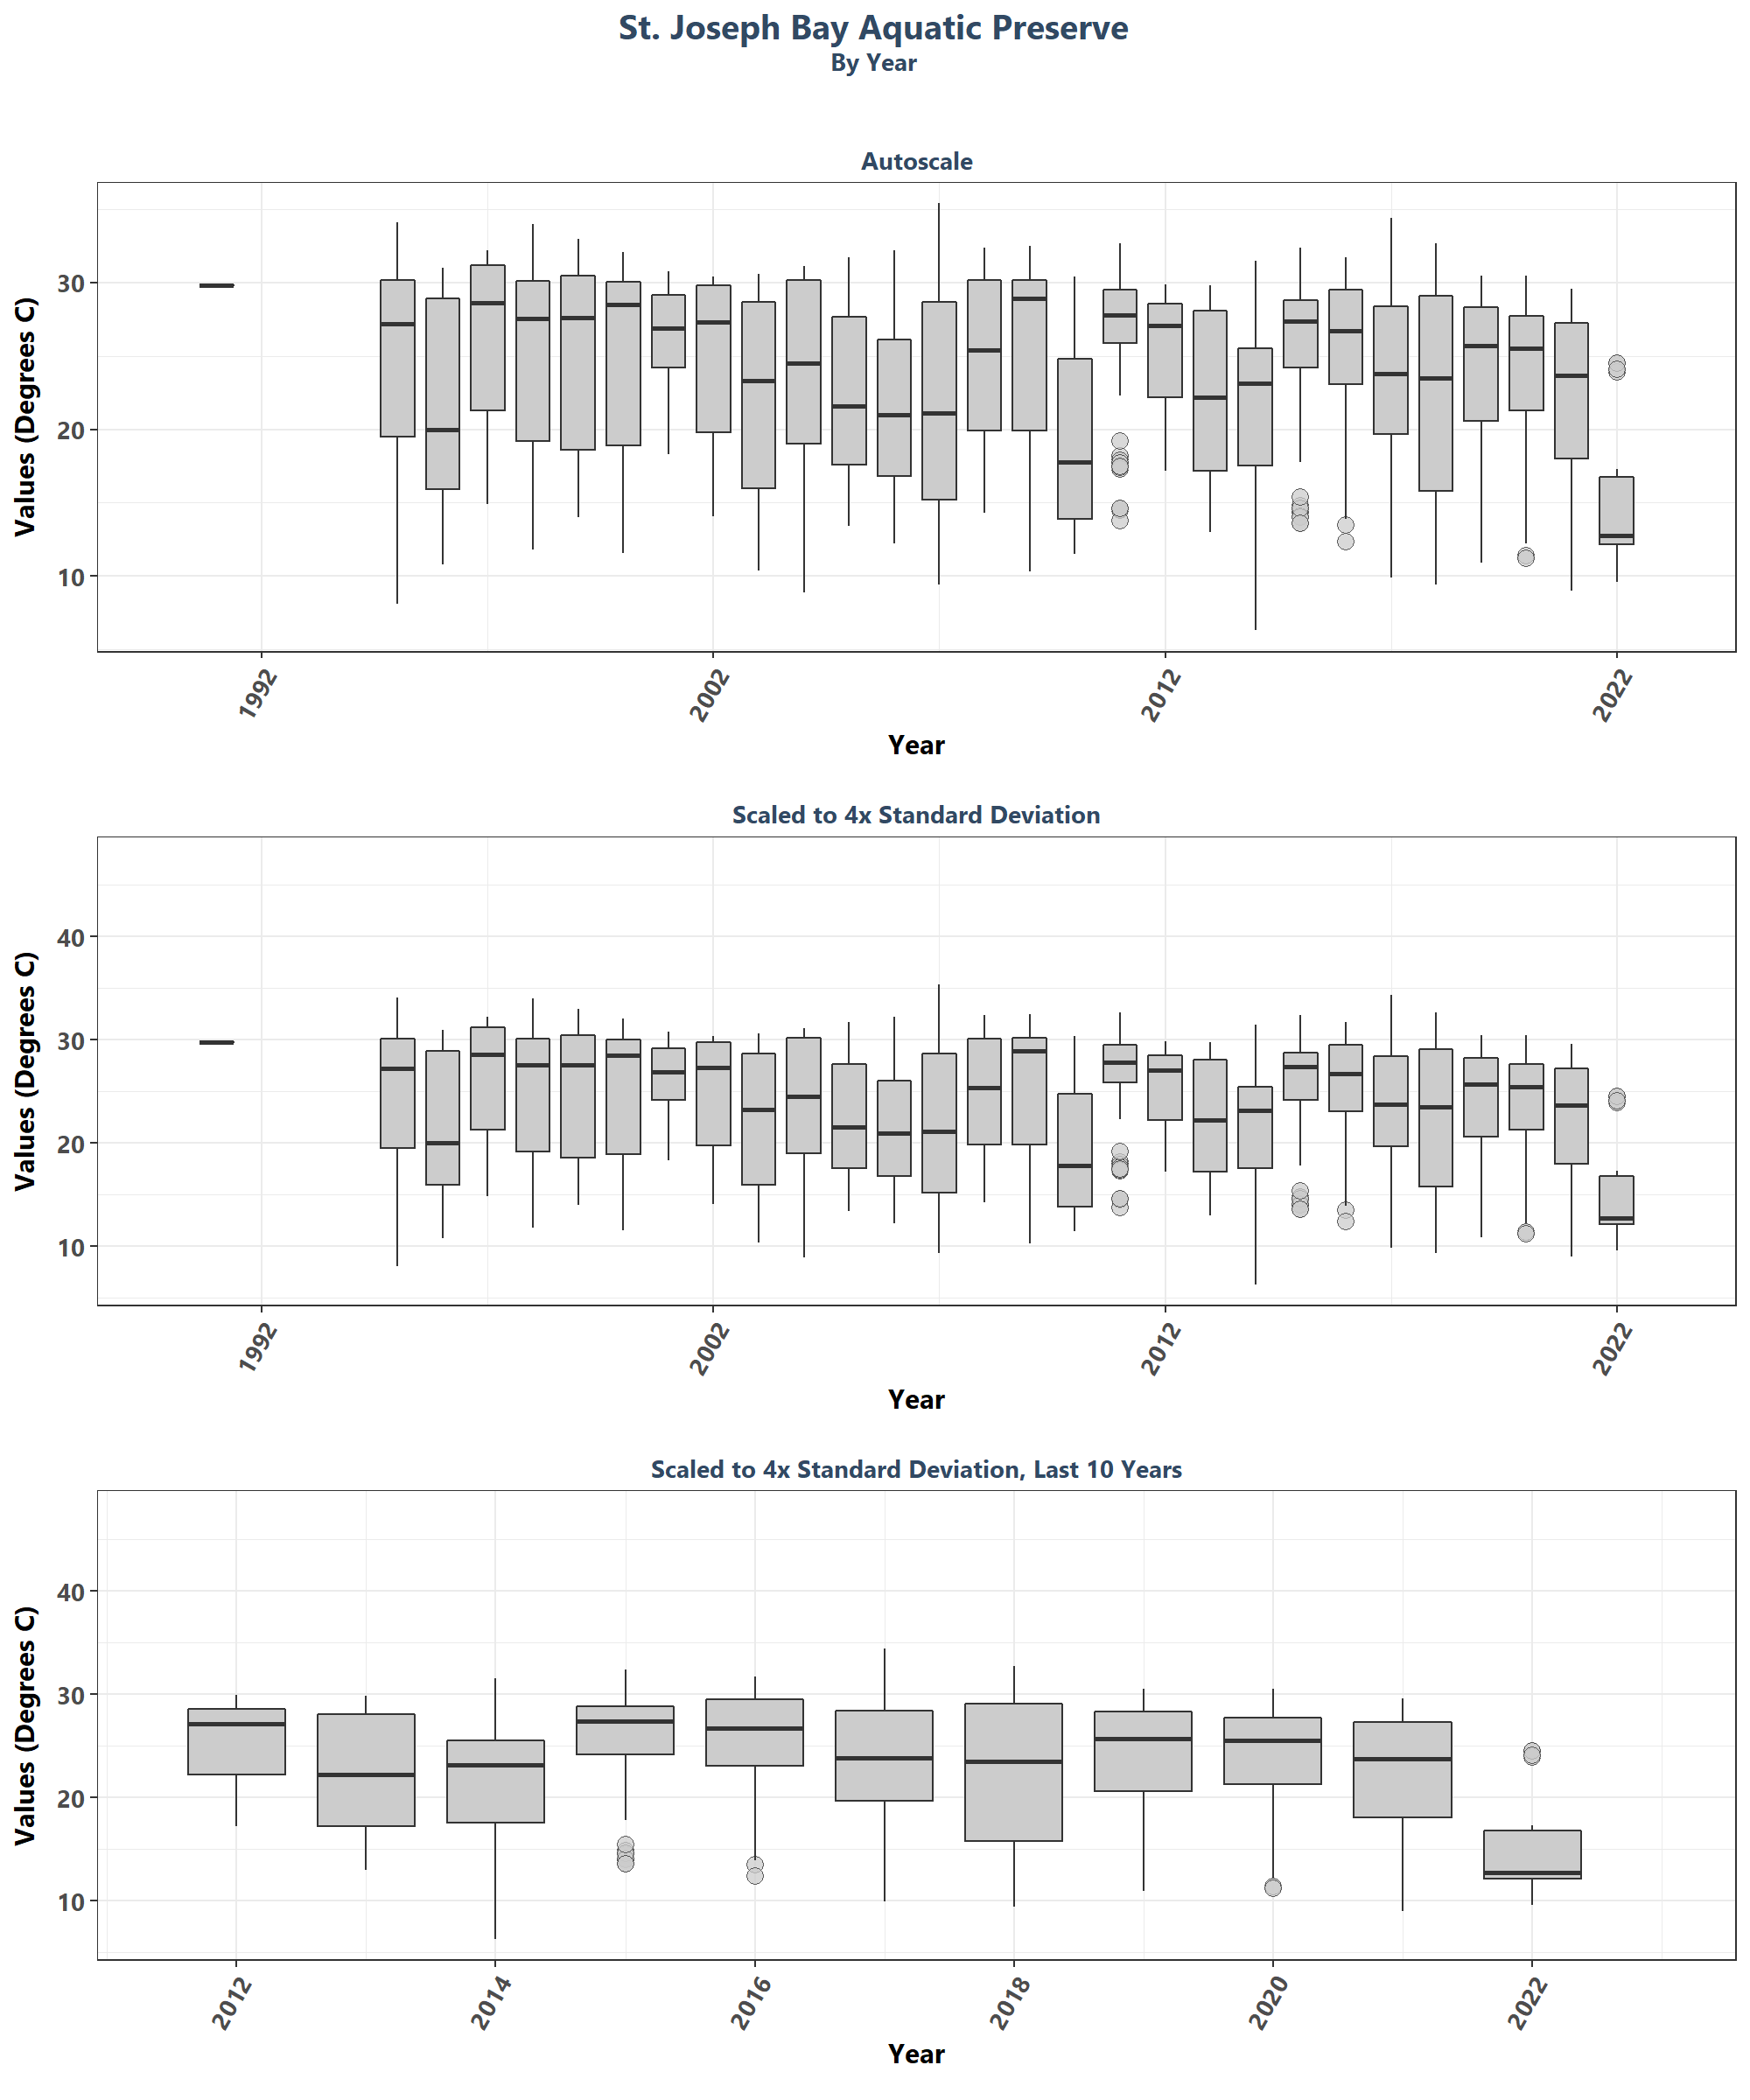 St. Joseph Bay Aquatic Preserve
By Year
Autoscale
Values (Degrees C)
30
20
10
1992
2002
2012
2022
Year
Scaled to 4x Standard Deviation
Values (Degrees C)
40
30
20
10
1992
2002
2012
2022
Year
Scaled to 4x Standard Deviation, Last 10 Years
Values (Degrees C)
40
30
20
10
2012
2014
2016
2018
2020
2022
Year